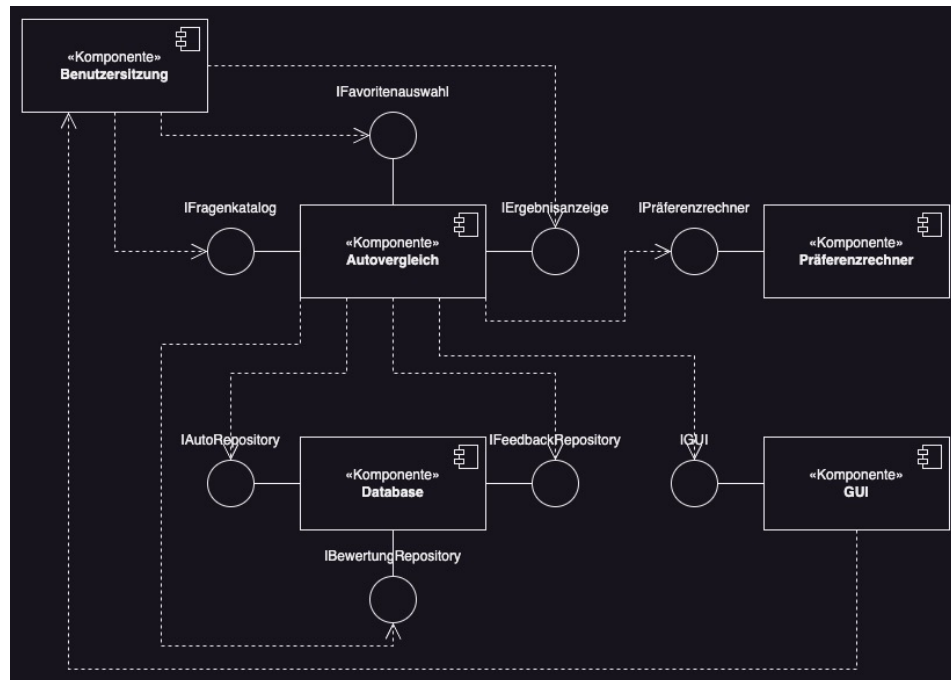 «Komponente»
Benutzersitzung
IFavoritenauswahl
IFragenkatalog
«Komponente»
Autovergleich
IErgebnisanzeige
IPräferenzrechner
«Komponente»
Präferenzrechner
IAutoRepository
«Komponente»
Database
IFeedbackRepository
IGUI
«Komponente»
GUI
IBewertungRepository